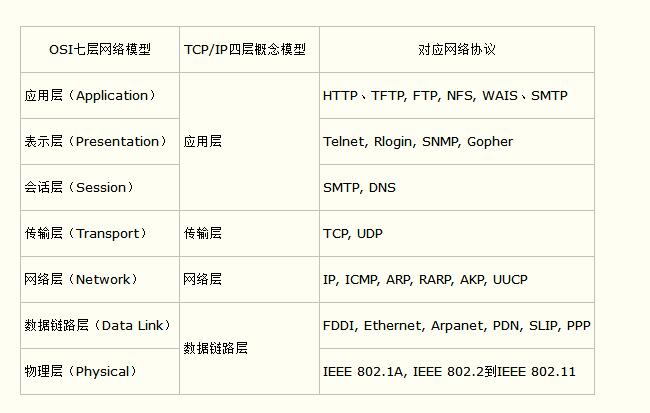 OSI七层网络模型 TCP/IP四层概念模型 对应网络协议
应用层（Application） HTTP、TFTP, FTP, NFS, WAIS、SMTP
表示层（Presentation） 应用层 Telnet, Rlogin, SNMP, Gopher
会话层（Session） SMTP, DNS
传输层（Transport） 传输层 TCP, UDP
网络层（Network） 网络层 IP, ICMP, ARP, RARP, AKP, UUCP
数据链路层（Data Link） FDDI, Ethernet, Arpanet, PDN, SLIP, PPP
数据链路层
物理层（Physical） IEEE 802.1A, IEEE 802.2到IEEE 802.11